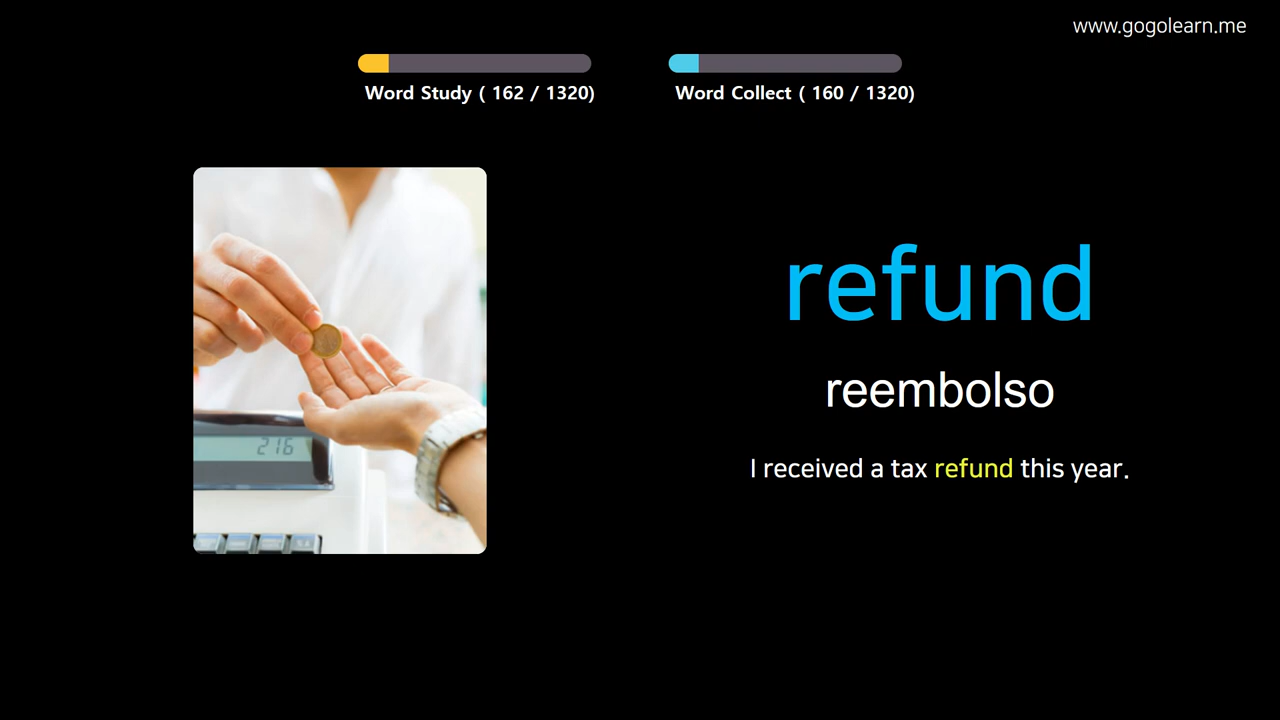 www.gogolearn.me
Word Study ( 162 / 1320)
Word Collect ( 160 / 1320)
refund
reembolso
I received a tax refund this year.
216